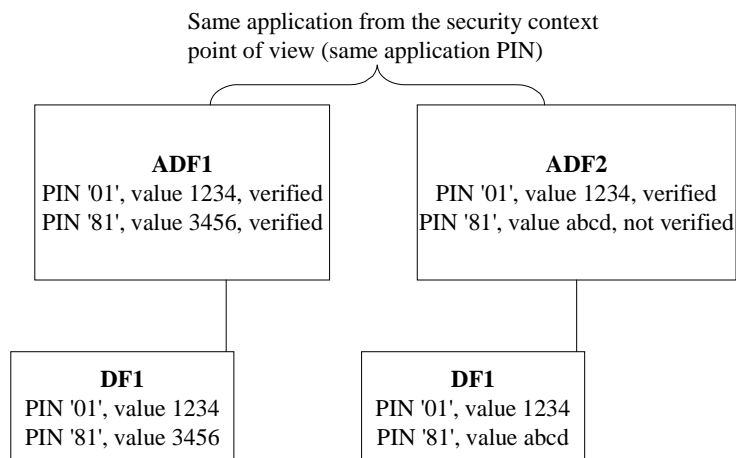 Same application from the security context
point of view (same application PIN)
ADF1
PIN '01', value 1234, verified
PIN '81', value 3456, verified
ADF2
PIN '01', value 1234, verified
PIN '81', value abcd, not verified
DF1
PIN '01', value 1234
PIN '81', value 3456
DF1
PIN '01', value 1234
PIN '81', value abcd